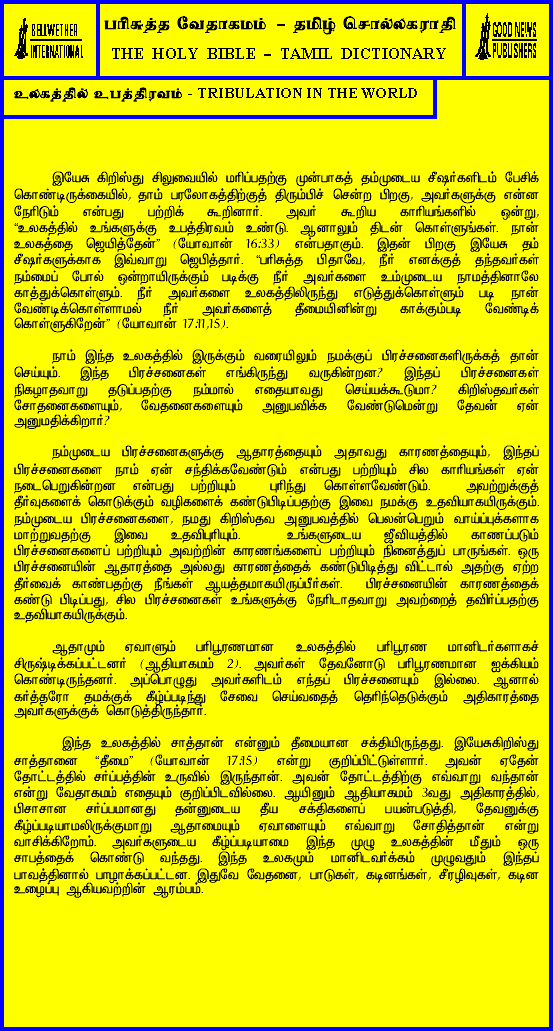 BELLWETHER
INTERNATIONAL
பரிசுத்த வேதாகமம் – தமிழ் சொல்லகராதி
THE HOLY BIBLE – TAMIL DICTIONARY
GOOD NEWS
PUBLISHERS
உலகத்தில் உபத்திரவம் - TRIBULATION IN THE WORLD
இயேசு கிறிஸ்து சிலுவையில் மரிப்பதற்கு முன்பாகத் தம்முடைய சீஷர்களிடம் பேசிக்
கொண்டிருக்கையில், தாம் பரலோகத்திற்குத் திரும்பிச் சென்ற பிறகு, அவர்களுக்கு என்ன
நேரிடும் என்பது பற்றிக் கூறினார். அவர் கூறிய காரியங்களில் ஒன்று,
“உலகத்தில் உங்களுக்கு உபத்திரவம் உண்டு. ஆனாலும் திடன் கொள்ளுங்கள். நான்
உலகத்தை ஜெயித்தேன்” (யோவான் 16:33) என்பதாகும். இதன் பிறகு இயேசு தம்
சீஷர்களுக்காக இவ்வாறு ஜெபித்தார். “பரிசுத்த பிதாவே, நீர் எனக்குத் தந்தவர்கள்
நம்மைப் போல் ஒன்றாயிருக்கும் படிக்கு நீர் அவர்களை உம்முடைய நாமத்தினாலே
காத்துக்கொள்ளும். நீர் அவர்களை உலகத்திலிருந்து எடுத்துக்கொள்ளும் படி நான்
வேண்டிக்கொள்ளாமல் நீர் அவர்களைத் தீமையினின்று காக்கும்படி வேண்டிக்
கொள்ளுகிறேன்” (யோவான் 17:11,15).
நாம் இந்த உலகத்தில் இருக்கும் வரையிலும் நமக்குப் பிரச்சனைகளிருக்கத் தான்
செய்யும். இந்த பிரச்சனைகள் எங்கிருந்து வருகின்றன? இந்தப் பிரச்சனைகள்
நிகழாதவாறு தடுப்பதற்கு நம்மால் எதையாவது செய்யக்கூடுமா? கிறிஸ்தவர்கள்
சோதனைகளையும், வேதனைகளையும் அனுபவிக்க வேண்டுமென்று தேவன் ஏன்
அனுமதிக்கிறார்?
நம்முடைய பிரச்சனைகளுக்கு ஆதாரத்தையும் அதாவது காரணத்தையும், இந்தப்
பிரச்சனைகளை நாம் ஏன் சந்திக்கவேண்டும் என்பது பற்றியும் சில காரியங்கள் ஏன்
நடைபெறுகின்றன என்பது பற்றியும் புரிந்து கொள்ளவேண்டும். அவற்றுக்குத்
தீர்வுகளைக் கொடுக்கும் வழிகளைக் கண்டுபிடிப்பதற்கு இவை நமக்கு உதவியாகயிருக்கும்.
நம்முடைய பிரச்சனைகளை, நமது கிறிஸ்தவ அனுபவத்தில் பெலன்பெறும் வாய்ப்புக்களாக
மாற்றுவதற்கு இவை உதவிபுரியும். உங்களுடைய ஜீவியத்தில் காணப்படும்
பிரச்சனைகளைப் பற்றியும் அவற்றின் காரணங்களைப் பற்றியும் நினைத்துப் பாருங்கள். ஒரு
பிரச்சனையின் ஆதாரத்தை அல்லது காரணத்தைக் கண்டுபிடித்து விட்டால் அதற்கு ஏற்ற
தீர்வைக் காண்பதற்கு நீங்கள் ஆயத்தமாகயிருப்பீர்கள். பிரச்சனையின் காரணத்தைக்
கண்டு பிடிப்பது, சில பிரச்சனைகள் உங்களுக்கு நேரிடாதவாறு அவற்றைத் தவிர்ப்பதற்கு
உதவியாகயிருக்கும்.
ஆதாமும் ஏவாளும் பரிபூரணமான உலகத்தில் பரிபூரண மானிடர்களாகச்
சிருஷ்டிக்கப்பட்டனர் (ஆதியாகமம் 2). அவர்கள் தேவனோடு பரிபூரணமான ஐக்கியம்
கொண்டிருந்தனர். அப்பொழுது அவர்களிடம் எந்தப் பிரச்சனையும் இல்லை. ஆனால்
கர்த்தரோ தமக்குக் கீழ்ப்படிந்து சேவை செய்வதைத் தெரிந்தெடுக்கும் அதிகாரத்தை
அவர்களுக்குக் கொடுத்திருந்தார்.
இந்த உலகத்தில் சாத்தான் என்னும் தீமையான சக்தியிருந்தது. இயேசுகிறிஸ்து
சாத்தானை “தீமை” (யோவான் 17:15) என்று குறிப்பிட்டுள்ளார். அவன் ஏதேன்
தோட்டத்தில் சர்ப்பத்தின் உருவில் இருந்தான். அவன் தோட்டத்திற்கு எவ்வாறு வந்தான்
என்று வேதாகமம் எதையும் குறிப்பிடவில்லை. ஆயினும் ஆதியாகமம் 3வது அதிகாரத்தில்,
பிசாசான சர்ப்பமானது தன்னுடைய தீய சக்திகளைப் பயன்படுத்தி, தேவனுக்கு
கீழ்ப்படியாமலிருக்குமாறு ஆதாமையும் ஏவாளையும் எவ்வாறு சோதித்தான் என்று
வாசிக்கிறோம். அவர்களுடைய கீழ்ப்படியாமை இந்த முழு உலகத்தின் மீதும் ஒரு
சாபத்தைக் கொண்டு வந்தது. இந்த உலகமும் மானிடவர்க்கம் முழுவதும் இந்தப்
பாவத்தினால் பாழாக்கப்பட்டன. இதுவே வேதனை, பாடுகள், கடினங்கள், சீரழிவுகள், கடின
உழைப்பு ஆகியவற்றின் ஆரம்பம்.